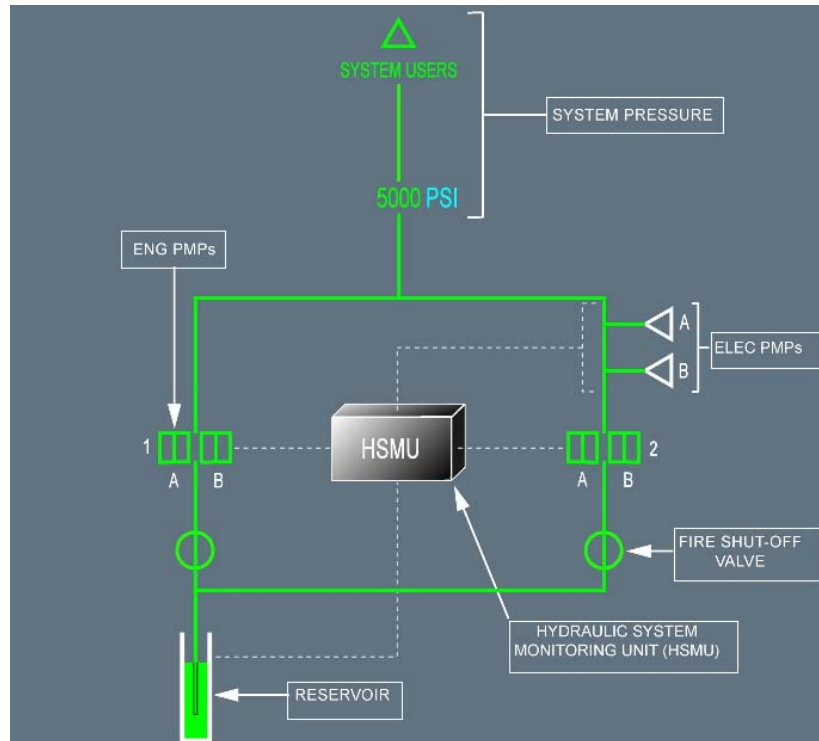 SYSTEM USERS
SYSTEM PRESSURE
5000 PSI
ENG PMPs
A
ELEC PMPs
B
1
HSMU
2
A B
A B
FIRE SHUT-OFF
VALVE
HYDRAULIC SYSTEM
MONITORING UNIT (HSMU)
RESERVOIR